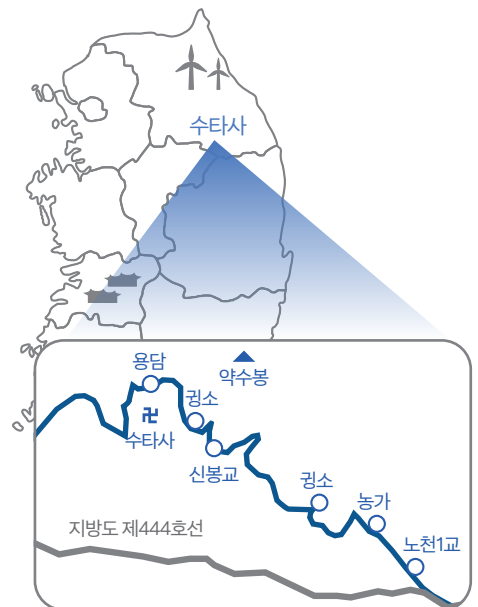 수타사
용담
약수봉
귕소
卍
수타사
신봉교
귕소
농가
지방도 제444호선
노천1교